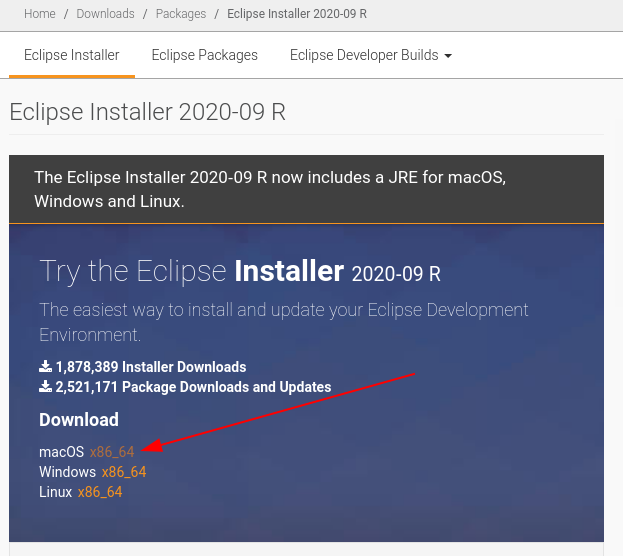 Home / Downloads / Packages / Eclipse Installer 2020-09 R
Eclipse Installer Eclipse Packages Eclipse Developer Builds
Eclipse Installer 2020-09 R
The Eclipse Installer 2020-09 R now includes a JRE for macOS,
Windows and Linux.
Try the Eclipse Installer 2020-09 R
The easiest way to install and update your Eclipse Development
Environment.
1,878,389 Installer Downloads
2,521,171 Package Downloads and Updates
Download
macOS x86_64
Windows x86_64
Linux x86_64